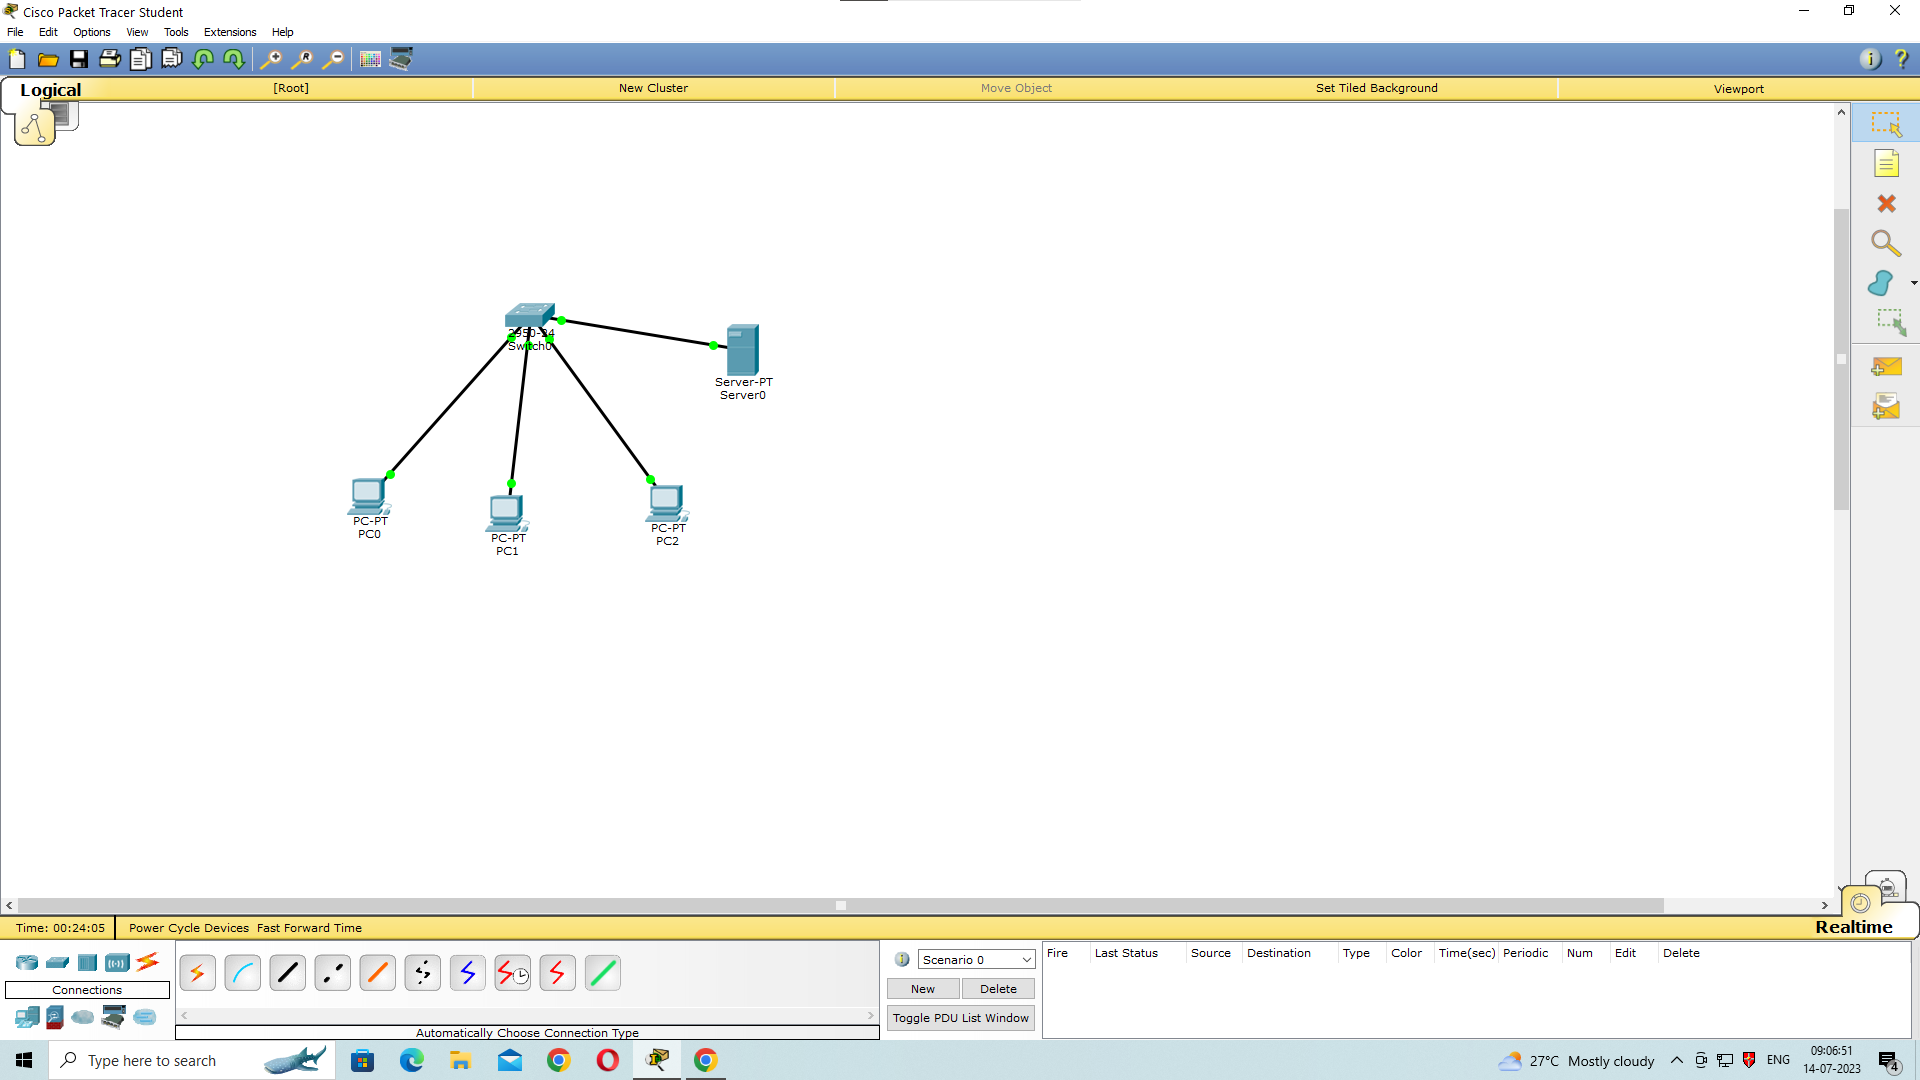 Cisco Packet Tracer Student
File Edit Options View Tools Extensions Help
Logical [Root] New Cluster Move Object Set Tiled Background Viewport
2950-24
Switch0
Server-PT
Server0
PC-PT
PC0
PC-PT
PC1
PC-PT
PC2
Time: 00:24:05 Power Cycle Devices Fast Forward Time Realtime
Scenario 0
Fire Last Status Source Destination Type Color Time(sec) Periodic Num Edit Delete
Connections
New Delete
Toggle PDU List Window
Automatically Choose Connection Type
Type here to search
27°C Mostly cloudy
ENG
09:06:51
14-07-2023
4